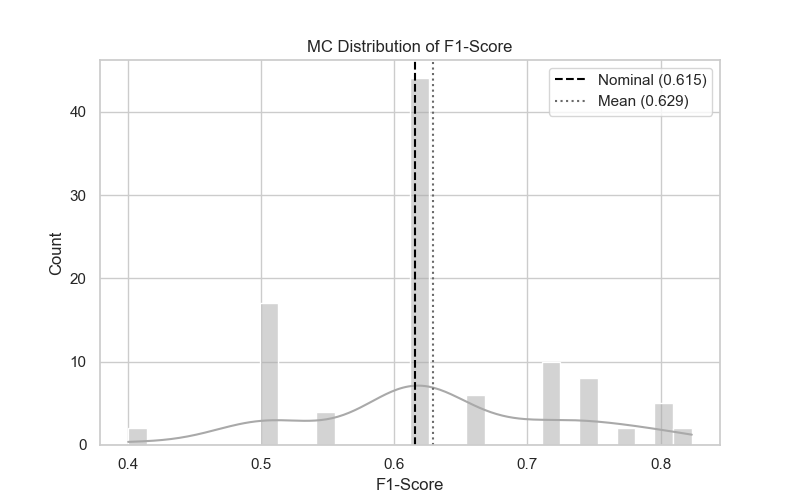 MC Distribution of F1-Score
Nominal (0.615)
Mean (0.629)
Count
40
30
20
10
0
0.4
0.5
0.6
0.7
0.8
F1-Score